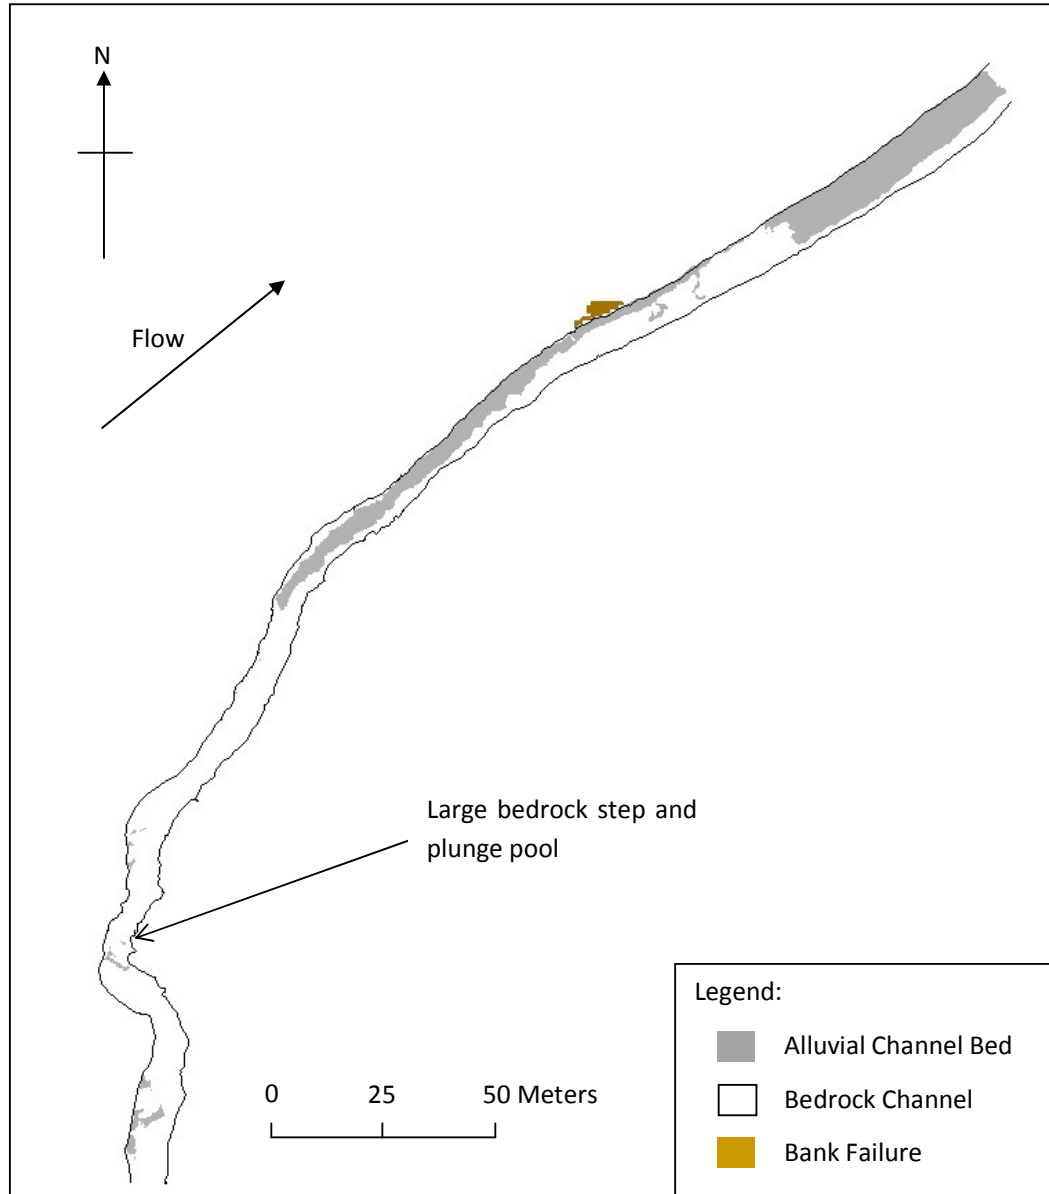 N
Flow
Large bedrock step and
plunge pool
0 25 50 Meters
Legend:
Alluvial Channel Bed
Bedrock Channel
Bank Failure